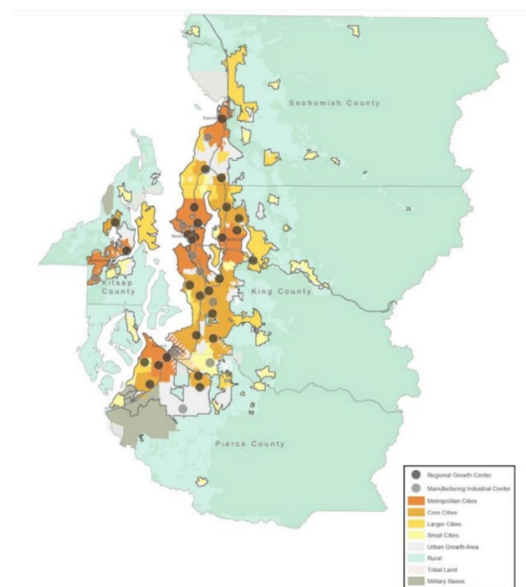 Snohomish County
Kitsap
County
King County
Pierce County
Regional Growth Center
Manufacturing Industrial Center
Metropolitan Cities
Core Cities
Larger Cities
Small Cities
Urban Growth Area
Rural
Tribal Land
Military Bases